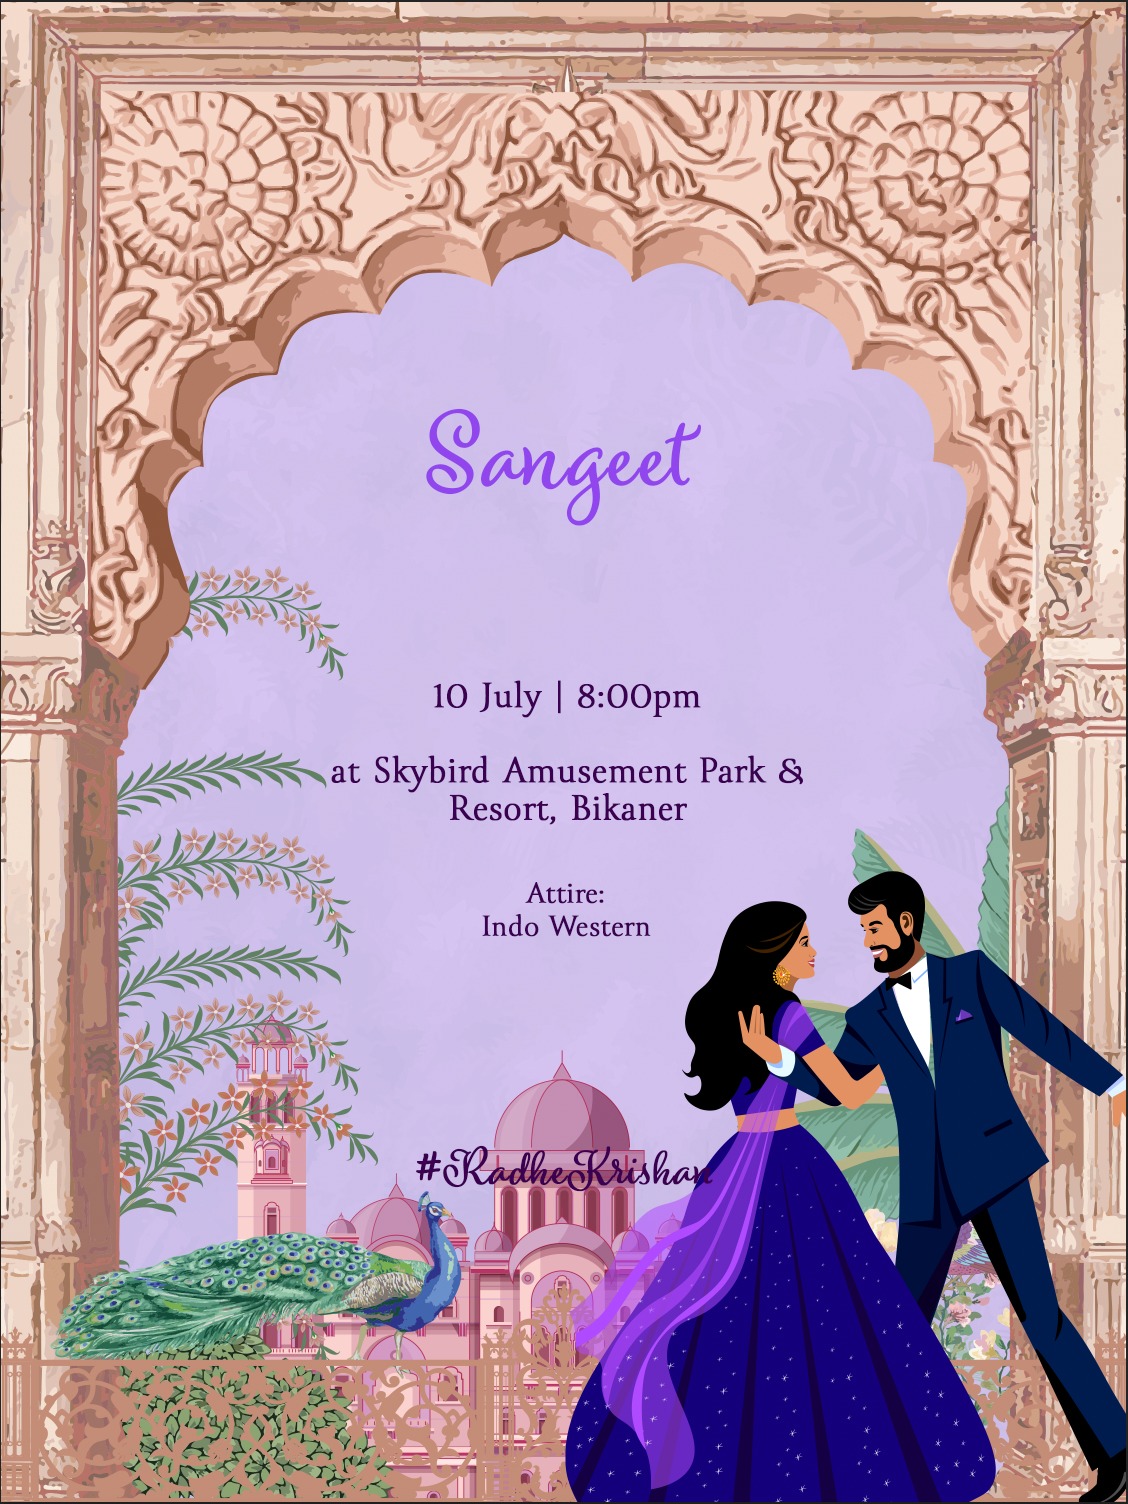 Sangeet
10 July | 8:00pm
at Skybird Amusement Park &
Resort, Bikaner
Attire:
Indo Western
#RadheKrishan